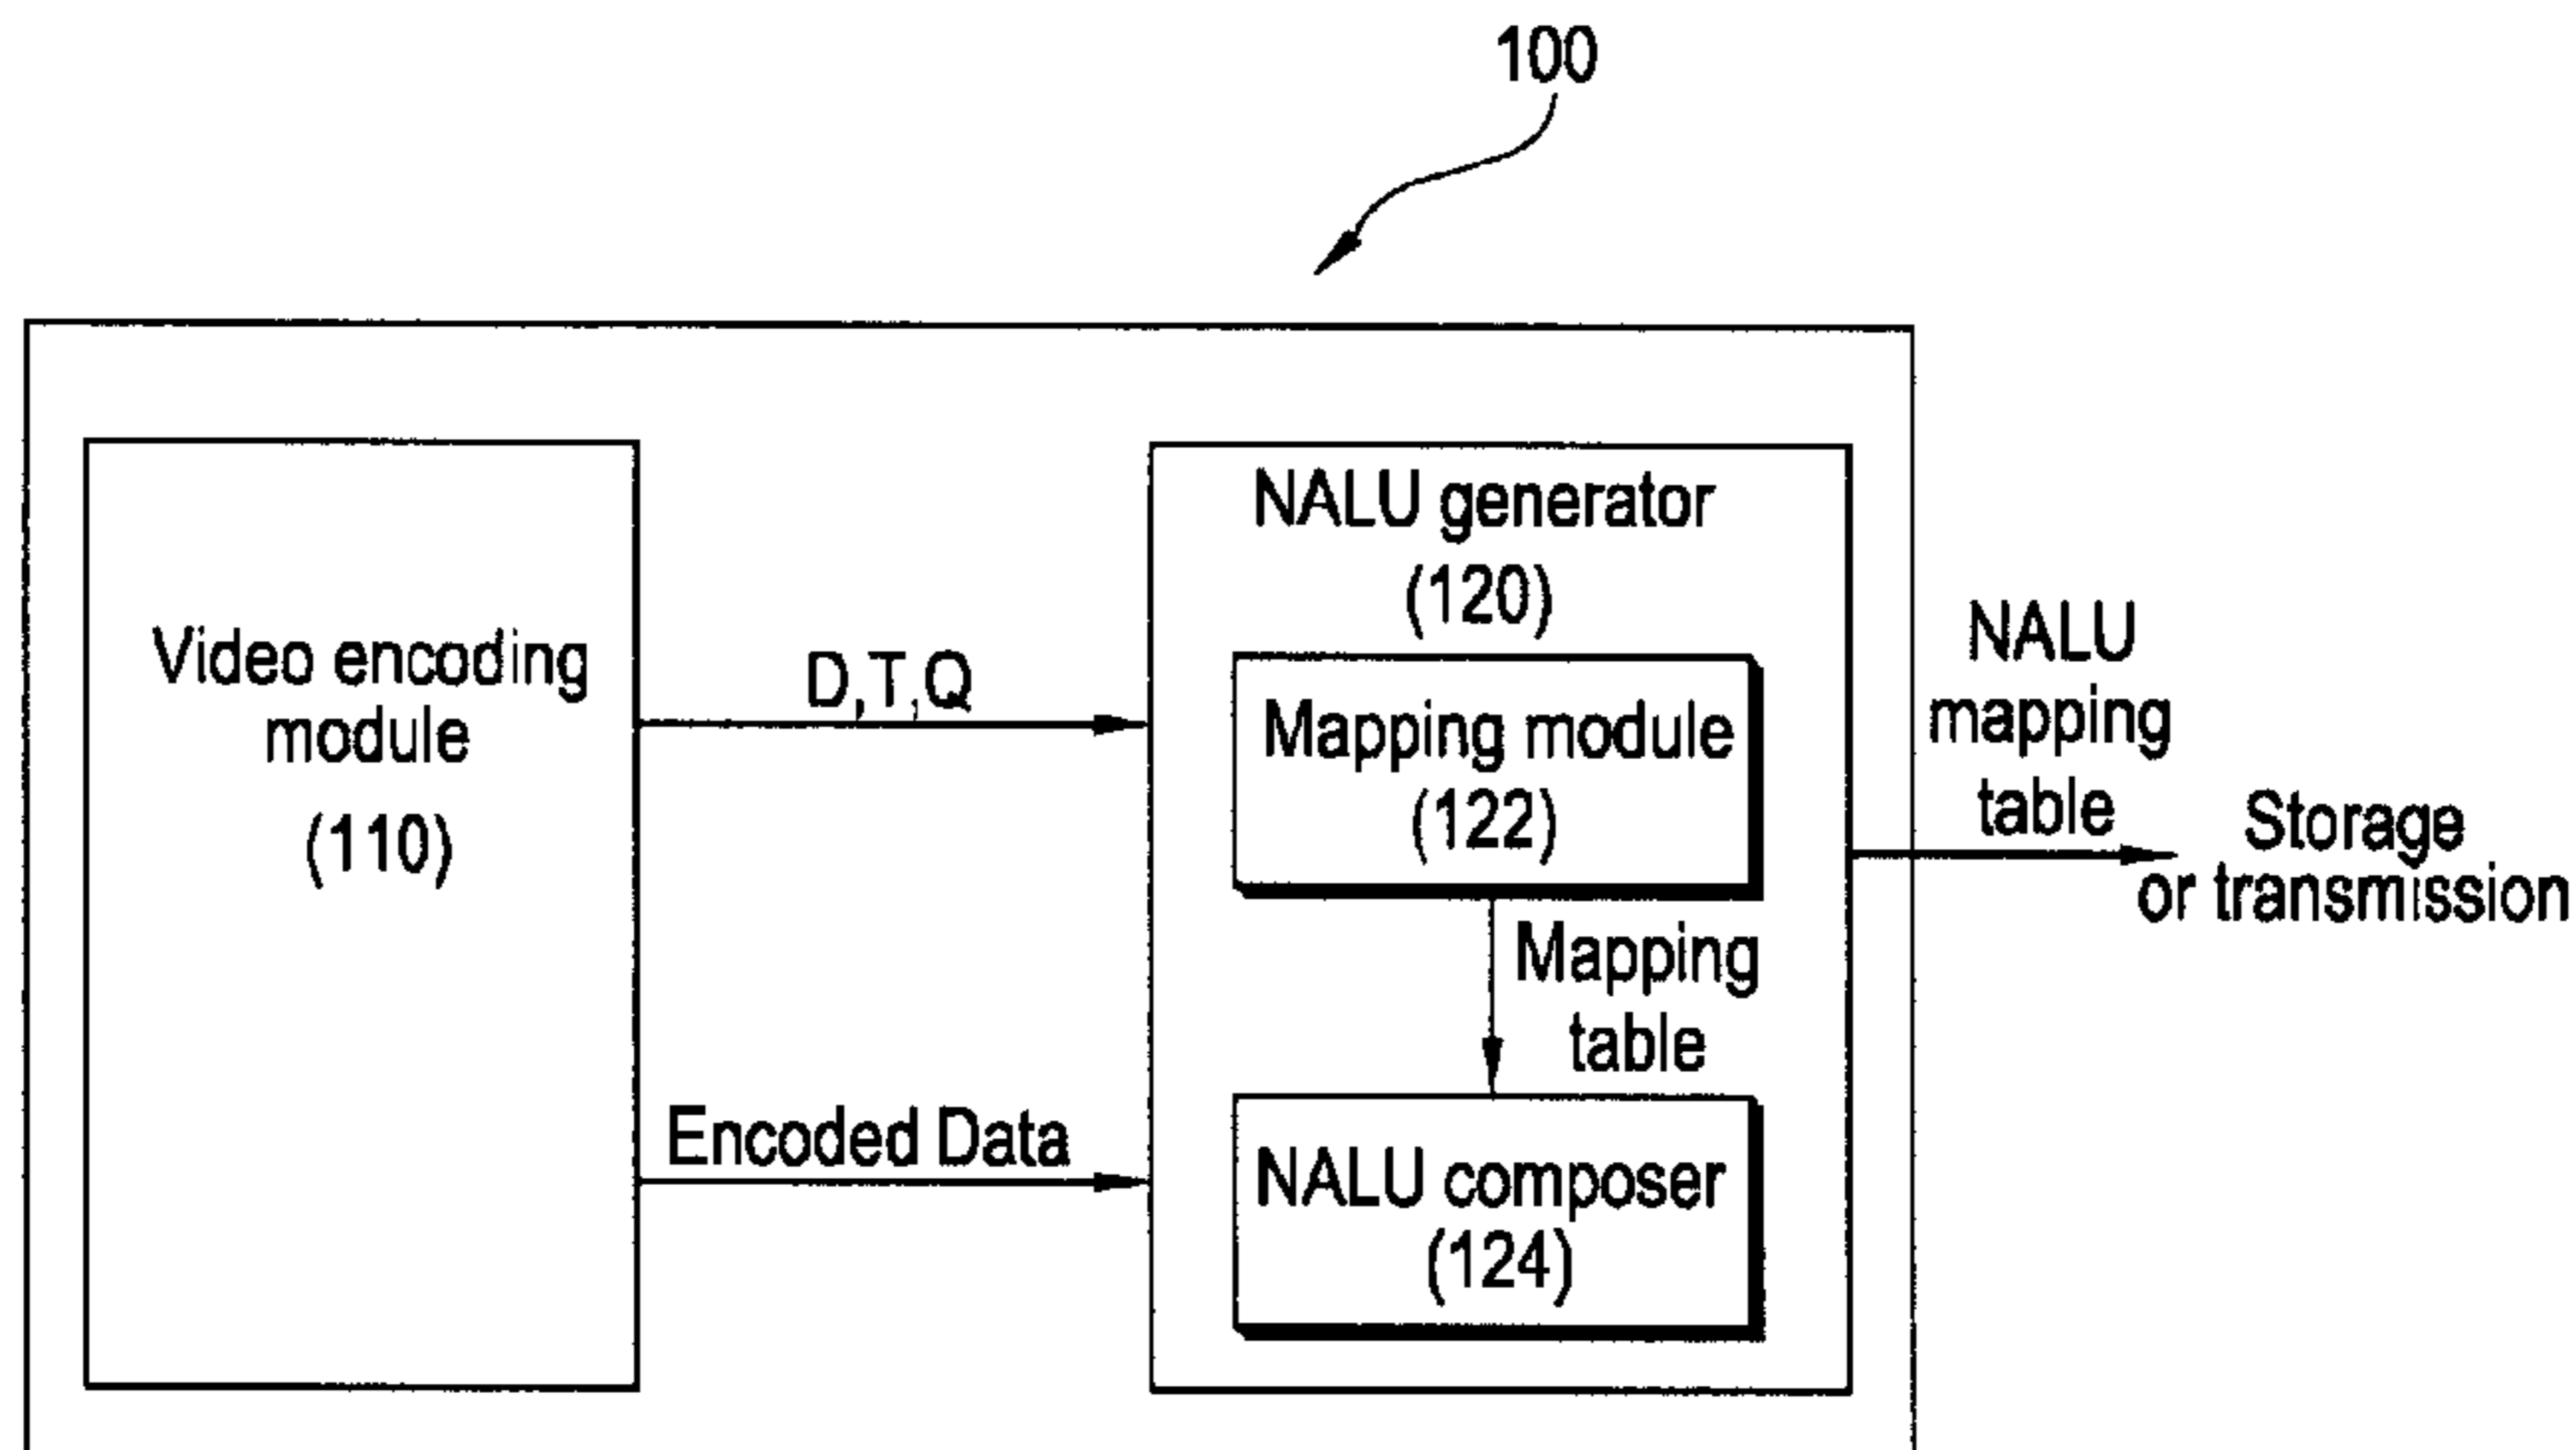 100
Video encoding
module
(110)
D,T,Q
Encoded Data
NALU generator
(120)
Mapping module
(122)
Mapping
table
NALU composer
(124)
NALU
mapping
table
Storage
or transmission